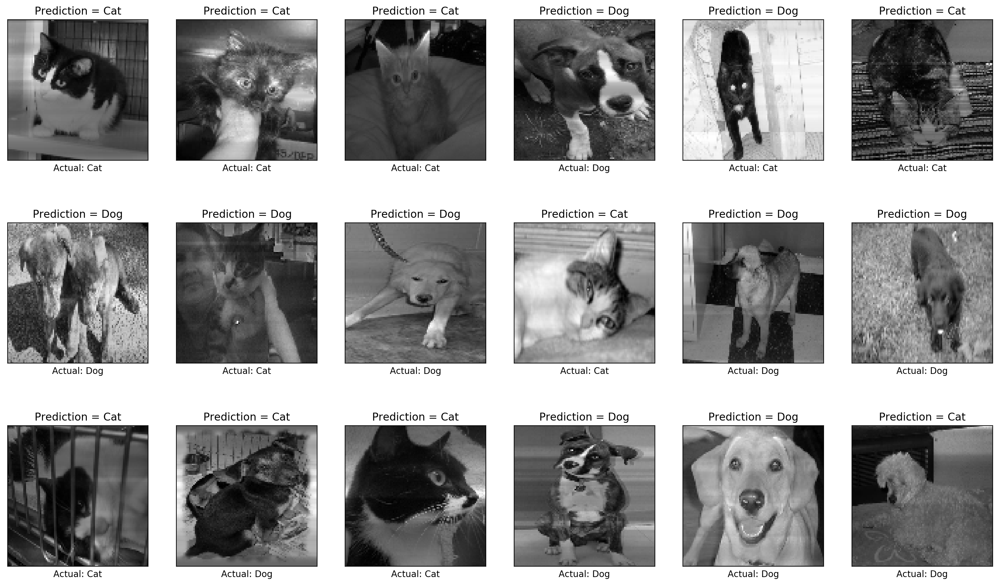 Prediction = Cat
Prediction = Cat
Prediction = Cat
Prediction = Dog
Prediction = Dog
Prediction = Cat
Actual: Cat
Actual: Cat
Actual: Cat
Actual: Dog
Actual: Cat
Actual: Cat
Prediction = Dog
Prediction = Dog
Prediction = Dog
Prediction = Cat
Prediction = Dog
Prediction = Dog
Actual: Dog
Actual: Cat
Actual: Dog
Actual: Cat
Actual: Dog
Actual: Dog
Prediction = Cat
Prediction = Cat
Prediction = Cat
Prediction = Dog
Prediction = Dog
Prediction = Cat
Actual: Cat
Actual: Dog
Actual: Cat
Actual: Dog
Actual: Dog
Actual: Dog